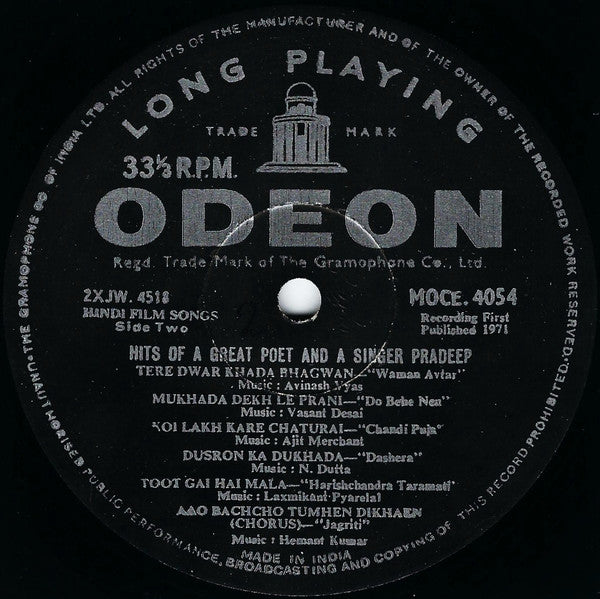 UNAUTHORISED PUBLIC PERFORMANCE, BROADCASTING AND COPYING OF THIS RECORD PROHIBITED. ALL RIGHTS OF THE MANUFACTURER AND OF THE OWNER OF THE RECORDED WORK RESERVED.
THE GRAMOPHONE CO OF INDIA LTD.
LONG PLAYING
TRADE MARK
33⅓ R.P.M.
ODEON
Regd. Trade Mark of The Gramophone Co., Ltd.
2XJW. 4518
MOCE. 4054
HINDI FILM SONGS
Recording First
Side Two
Published 1971
HITS OF A GREAT POET AND A SINGER PRADEEP
TERE DWAR KHADA BHAGWAN—"Waman Avtar"
Music : Avinash Vyas
MUKHADA DEKH LE PRANI—"Do Behe Nen"
Music : Vasant Desai
KOI LAKH KARE CHATURAI—"Chandi Puja"
Music : Ajit Merchant
DUSRON KA DUKHADA—"Dashera"
Music : N. Dutta
TOOT GAI HAI MALA—"Harishchandra Taramati"
Music : Laxmikant Pyarelal
AAO BACHCHO TUMHEN DIKHAEN
(CHORUS)—"Jagriti"
Music : Hemant Kumar
MADE IN INDIA